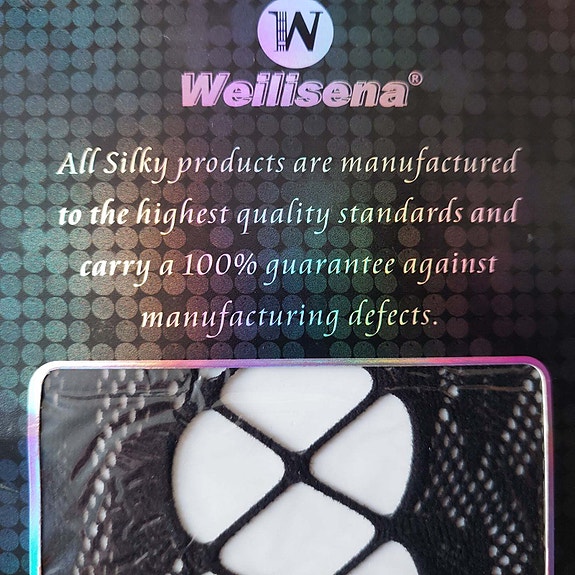 W
Weilisena®
All Silky products are manufactured
to the highest quality standards and
carry a 100% guarantee against
manufacturing defects.